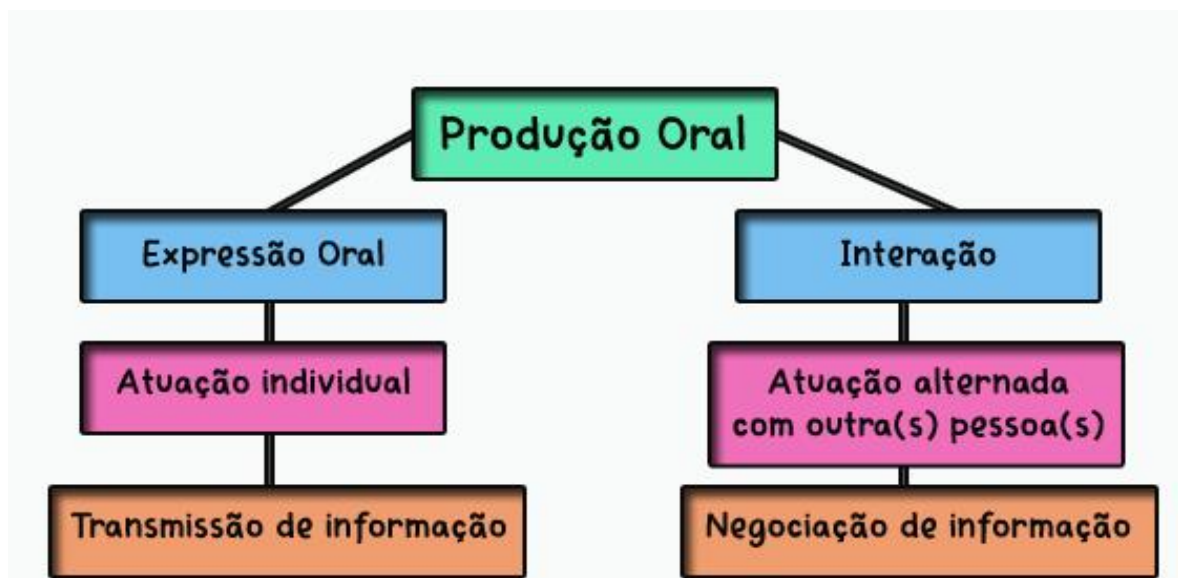 Produção Oral
Expressão Oral
Interação
Atuação individual
Atuação alternada
com outra(s) pessoa(s)
Transmissão de informação
Negociação de informação